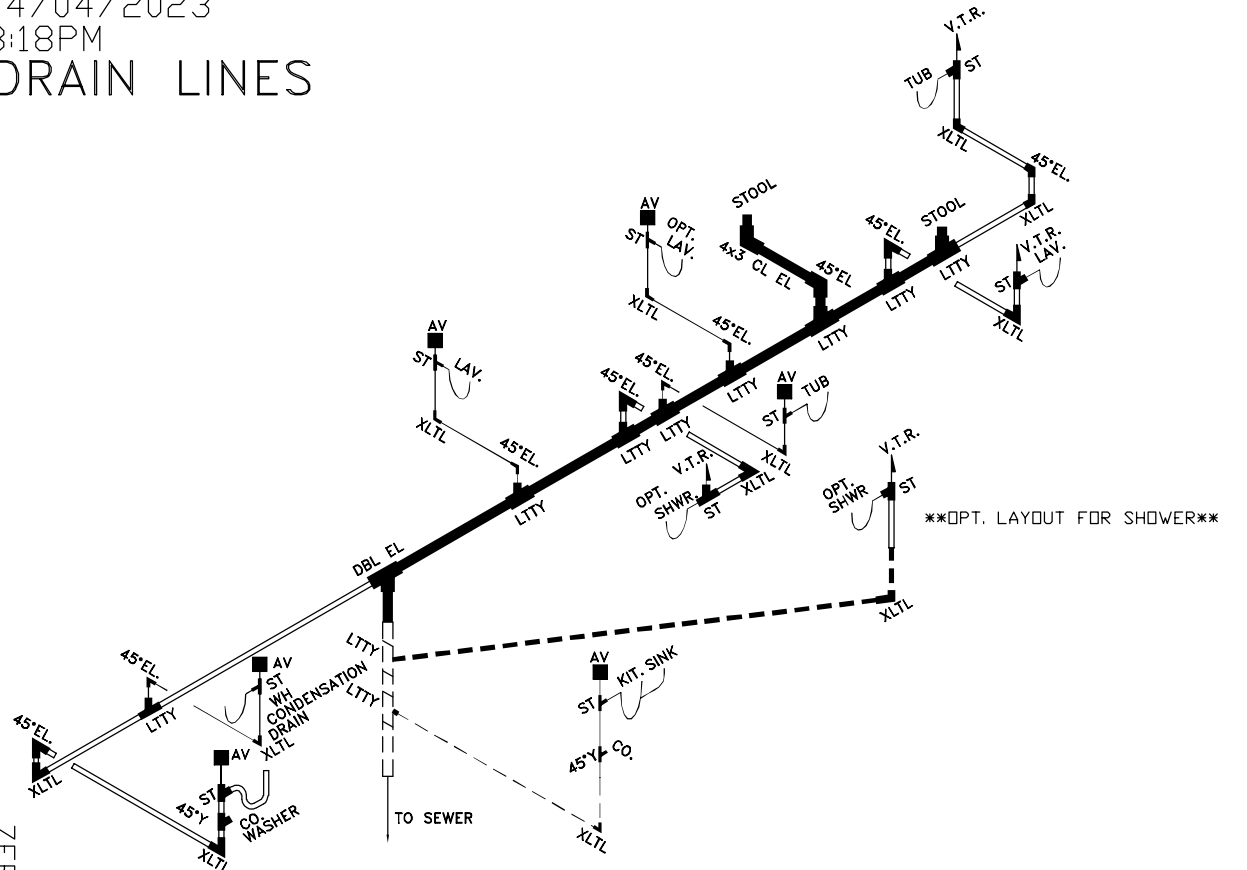 4/04/2023
8:18PM
DRAIN LINES
V.T.R.
TUB
ST
XLTL
45°EL.
XLTL
STOOL
4x3 CL EL
45°EL
LTTY
45°EL.
LTTY
STOOL
LTTY
V.T.R.
LAV.
ST
XLTL
AV
OPT.
LAV.
ST
XLTL
45°EL.
LTTY
AV
ST
LAV.
XLTL
45°EL.
LTTY
45°EL.
LTTY
45°EL.
LTTY
AV
TUB
ST
XLTL
V.T.R.
OPT.
SHWR.
ST
XLTL
V.T.R.
OPT.
SHWR
ST
XLTL
**OPT. LAYOUT FOR SHOWER**
DBL EL
LTTY
LTTY
TO SEWER
AV
KIT. SINK
ST
45°Y
CO.
XLTL
45°EL.
LTTY
AV
ST
WH
CONDENSATION
DRAIN
XLTL
45°EL.
XLTL
AV
ST
45°Y
CO.
WASHER
XLTL